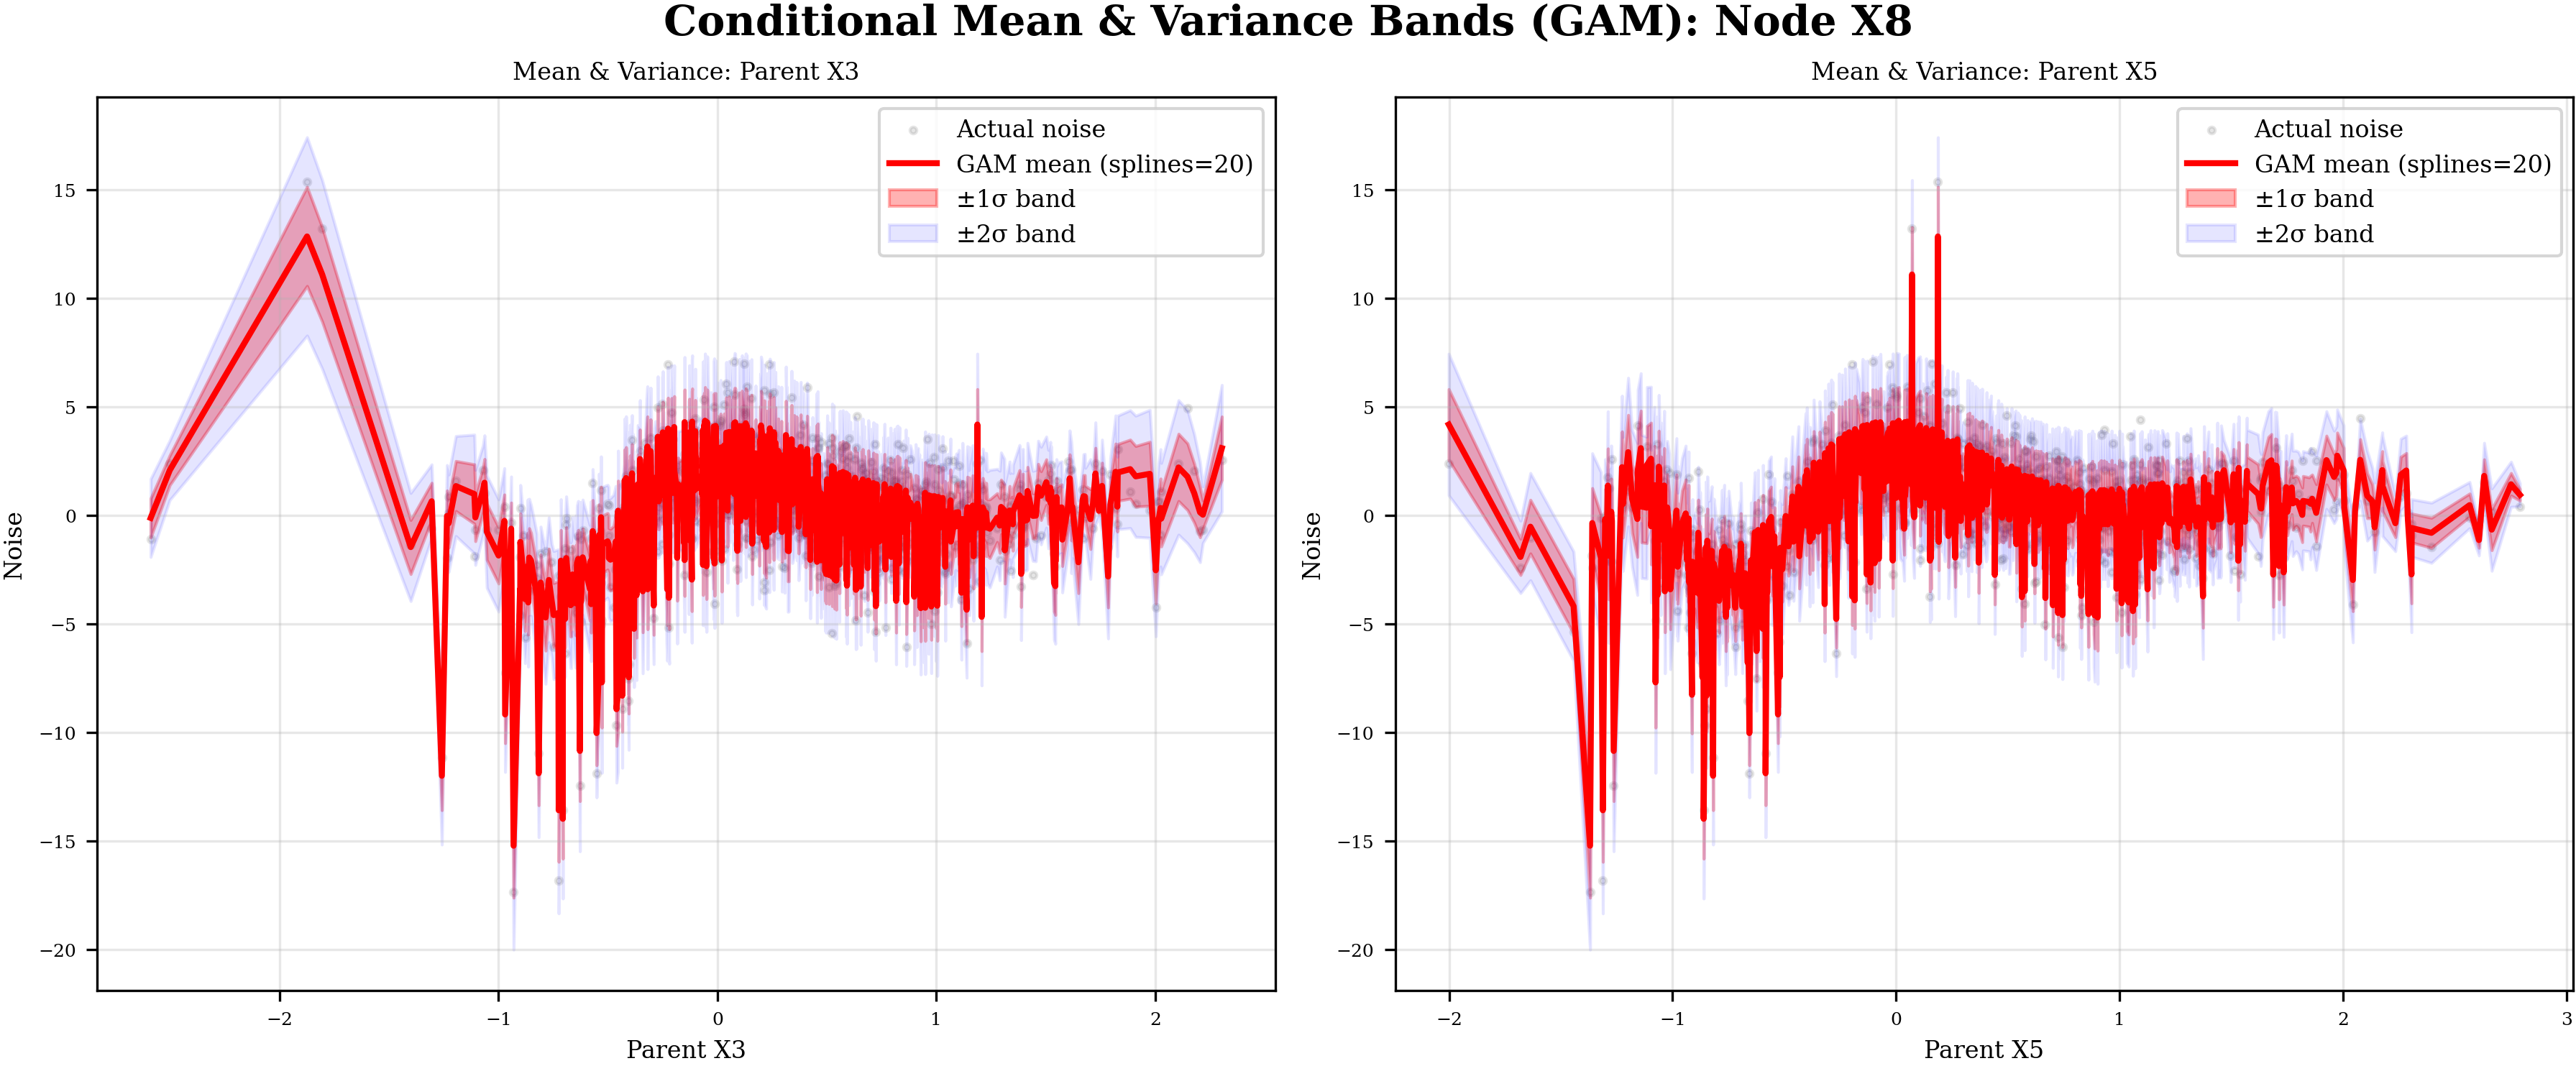 Conditional Mean & Variance Bands (GAM): Node X8
Mean & Variance: Parent X3
Actual noise
GAM mean (splines=20)
±1σ band
±2σ band
15
10
5
0
−5
−10
−15
−20
Noise
−2
−1
0
1
2
Parent X3
Mean & Variance: Parent X5
Actual noise
GAM mean (splines=20)
±1σ band
±2σ band
15
10
5
0
−5
−10
−15
−20
Noise
−2
−1
0
1
2
3
Parent X5